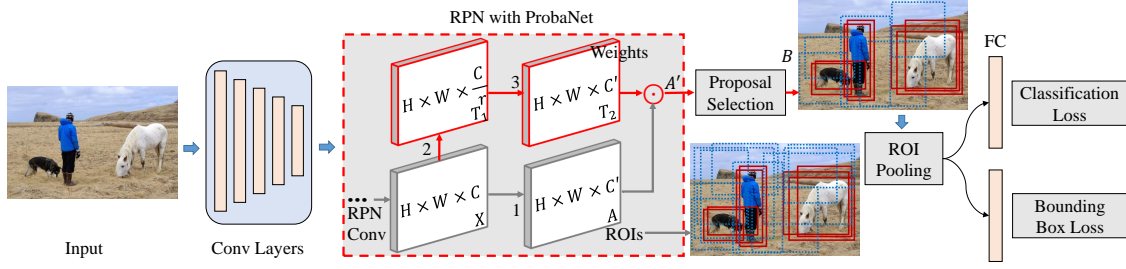 RPN with ProbaNet
Weights
H × W × C/r
T₁
3
H × W × C′
T₂
A′
Proposal
Selection
B
FC
Classification
Loss
2
ROI
Pooling
RPN
Conv
H × W × C
X
1
H × W × C′
A
ROIs
Bounding
Box Loss
Input
Conv Layers